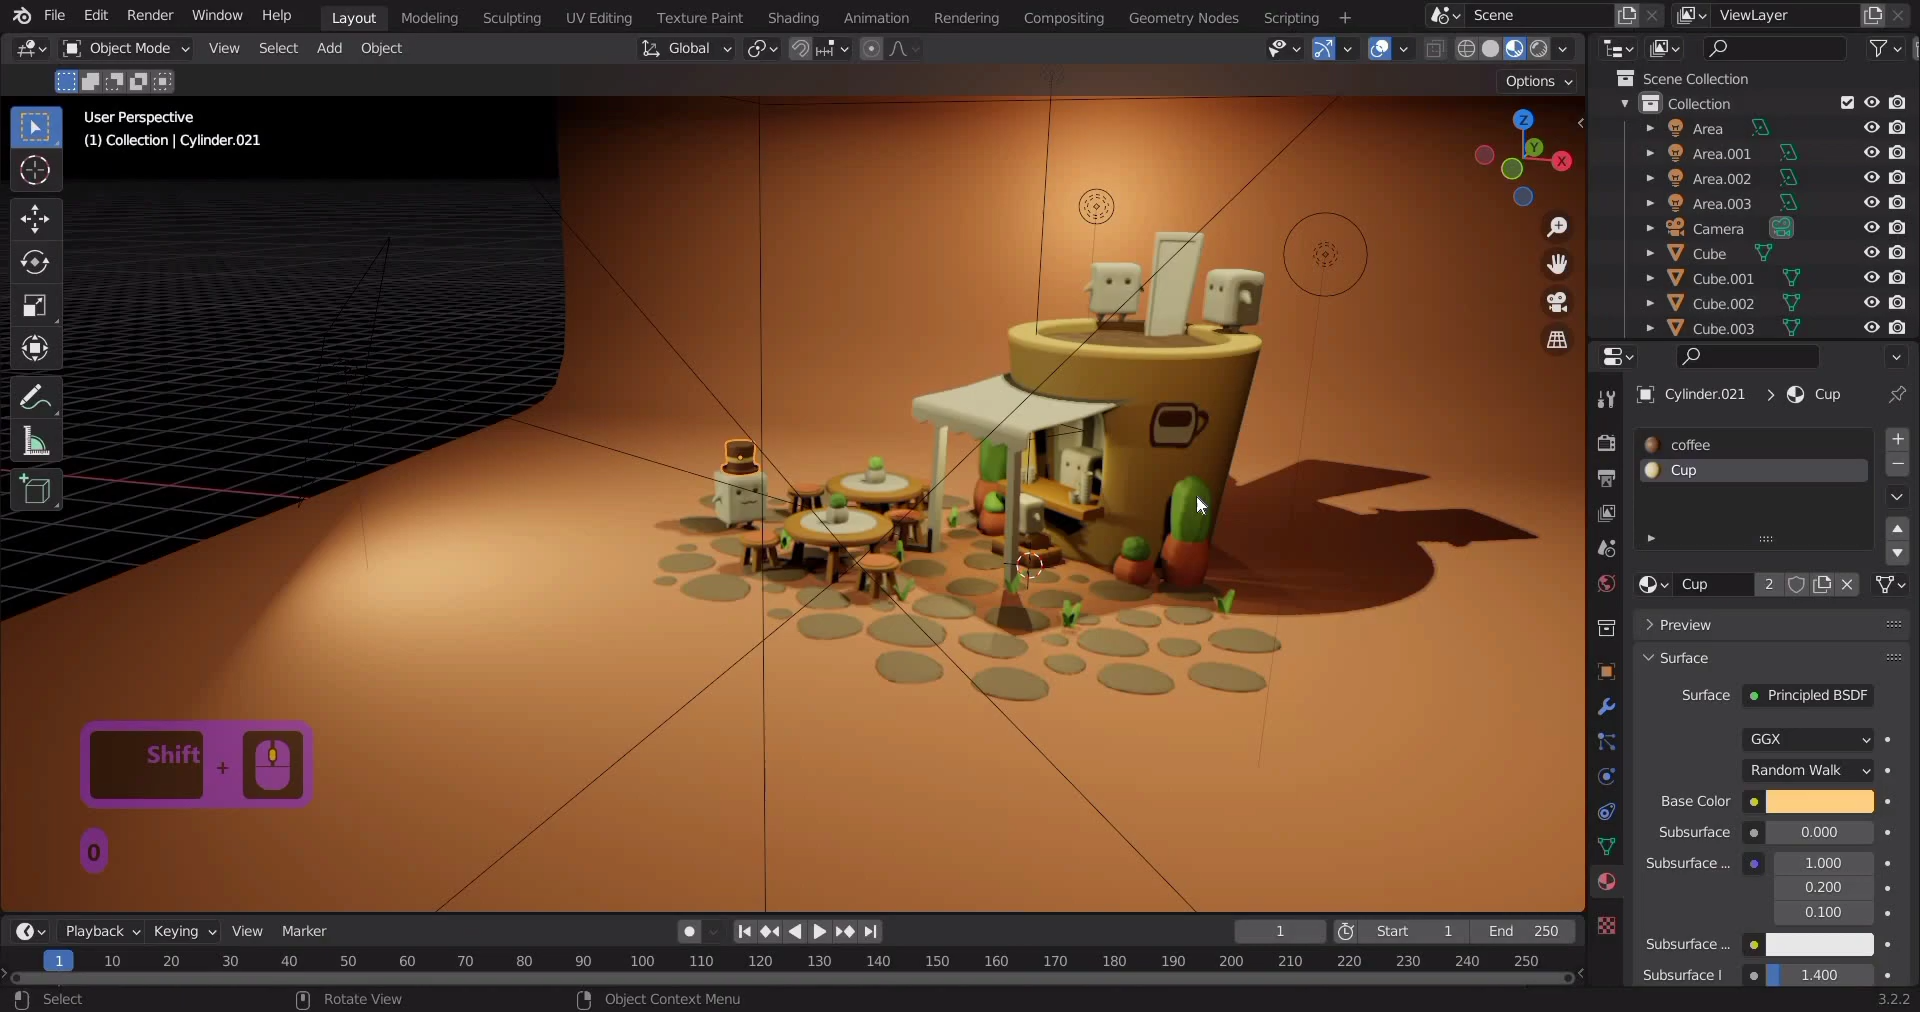 File Edit Render Window Help Layout Modeling Sculpting UV Editing Texture Paint Shading Animation Rendering Compositing Geometry Nodes Scripting + Scene ViewLayer
Object Mode View Select Add Object Global
Options
User Perspective
(1) Collection | Cylinder.021
Z
Y
X
Scene Collection
Collection
Area
Area.001
Area.002
Area.003
Camera
Cube
Cube.001
Cube.002
Cube.003
Cylinder.021 > Cup
coffee
Cup
Cup 2
Preview
Surface
Surface Principled BSDF
GGX
Random Walk
Base Color
Subsurface 0.000
Subsurface ... 1.000
0.200
0.100
Subsurface ...
Subsurface I 1.400
Shift +
0
Playback Keying View Marker 1 Start 1 End 250
1 10 20 30 40 50 60 70 80 90 100 110 120 130 140 150 160 170 180 190 200 210 220 230 240 250
Select Rotate View Object Context Menu 3.2.2